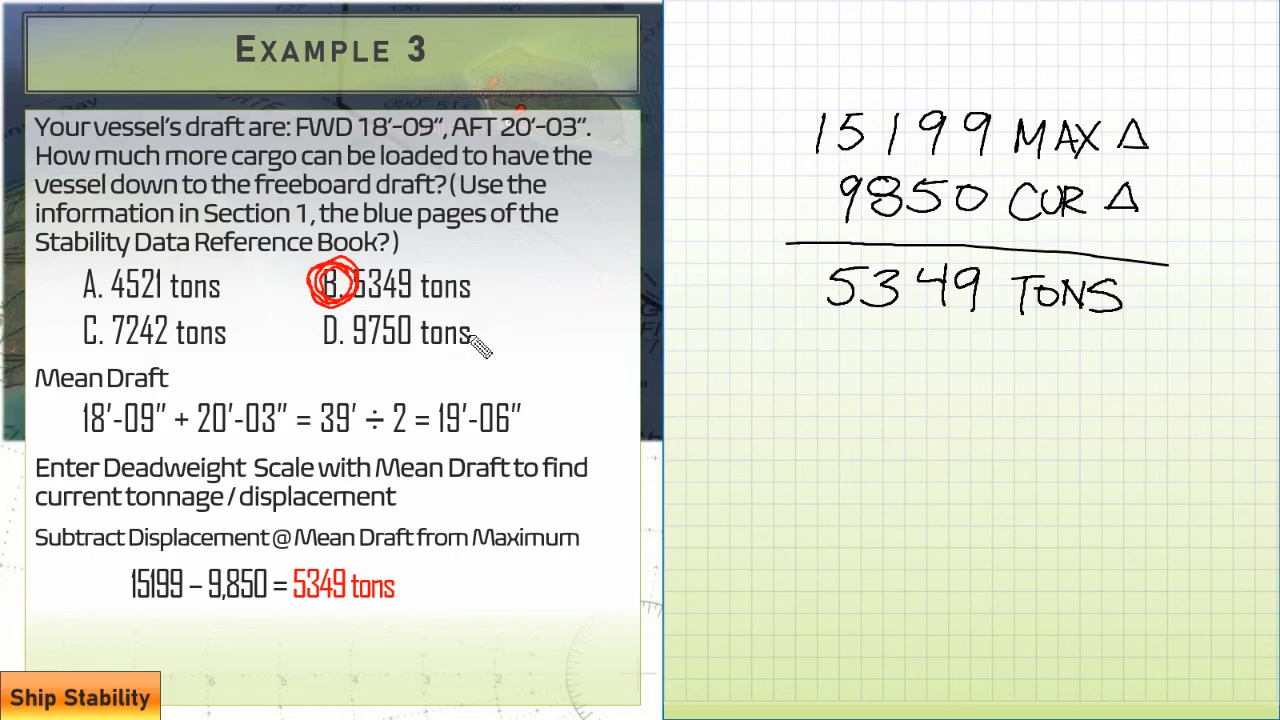 EXAMPLE 3
Your vessel's draft are: FWD 18'-09", AFT 20'-03".
How much more cargo can be loaded to have the
vessel down to the freeboard draft? ( Use the
information in Section 1, the blue pages of the
Stability Data Reference Book? )
A. 4521 tons B. 5349 tons
C. 7242 tons D. 9750 tons
Mean Draft
18'-09" + 20'-03" = 39' ÷ 2 = 19'-06"
Enter Deadweight Scale with Mean Draft to find
current tonnage / displacement
Subtract Displacement @ Mean Draft from Maximum
15199 – 9,850 = 5349 tons
Ship Stability
15199 MAX Δ
9850 CUR Δ
5349 TONS